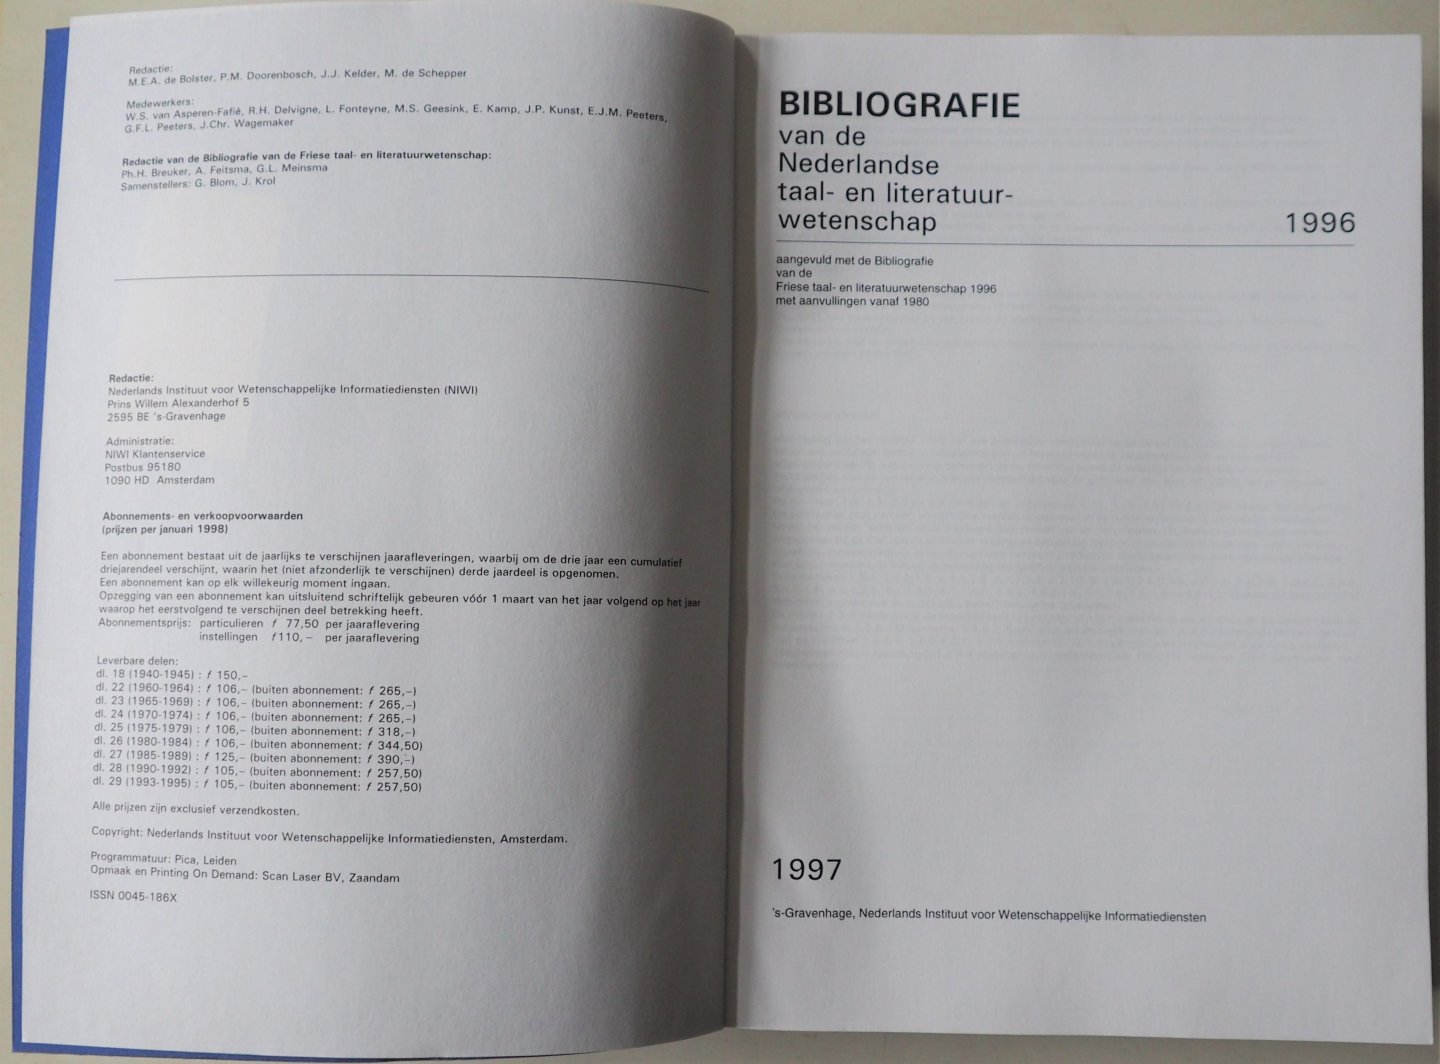 Redactie:
M.E.A. de Bolster, P.M. Doorenbosch, J.J. Kelder, M. de Schepper
Medewerkers:
W.S. van Asperen-Fafié, R.H. Delvigne, L. Fonteyne, M.S. Geesink, E. Kamp, J.P. Kunst, E.J.M. Peeters,
G.F.L. Peeters, J.Chr. Wagemaker
Redactie van de Bibliografie van de Friese taal- en literatuurwetenschap:
Ph.H. Breuker, A. Feitsma, G.L. Meinsma
Samenstellers: G. Blom, J. Krol
Redactie:
Nederlands Instituut voor Wetenschappelijke Informatiediensten (NIWI)
Prins Willem Alexanderhof 5
2595 BE 's-Gravenhage
Administratie:
NIWI Klantenservice
Postbus 95180
1090 HD Amsterdam
Abonnements- en verkoopvoorwaarden
(prijzen per januari 1998)
Een abonnement bestaat uit de jaarlijks te verschijnen jaarafleveringen, waarbij om de drie jaar een cumulatief
driejarendeel verschijnt, waarin het (niet afzonderlijk te verschijnen) derde jaardeel is opgenomen.
Een abonnement kan op elk willekeurig moment ingaan.
Opzegging van een abonnement kan uitsluitend schriftelijk gebeuren vóór 1 maart van het jaar volgend op het jaar
waarop het eerstvolgend te verschijnen deel betrekking heeft.
Abonnementsprijs: particulieren f 77,50 per jaaraflevering
instellingen f110,– per jaaraflevering
Leverbare delen:
dl. 18 (1940-1945) : f 150,–
dl. 22 (1960-1964) : f 106,– (buiten abonnement: f 265,–)
dl. 23 (1965-1969) : f 106,– (buiten abonnement: f 265,–)
dl. 24 (1970-1974) : f 106,– (buiten abonnement: f 265,–)
dl. 25 (1975-1979) : f 106,– (buiten abonnement: f 318,–)
dl. 26 (1980-1984) : f 106,– (buiten abonnement: f 344,50)
dl. 27 (1985-1989) : f 125,– (buiten abonnement: f 390,–)
dl. 28 (1990-1992) : f 105,– (buiten abonnement: f 257,50)
dl. 29 (1993-1995) : f 105,– (buiten abonnement: f 257,50)
Alle prijzen zijn exclusief verzendkosten.
Copyright: Nederlands Instituut voor Wetenschappelijke Informatiediensten, Amsterdam.
Programmatuur: Pica, Leiden
Opmaak en Printing On Demand: Scan Laser BV, Zaandam
ISSN 0045-186X
BIBLIOGRAFIE
van de
Nederlandse
taal- en literatuur-
wetenschap 1996
aangevuld met de Bibliografie
van de
Friese taal- en literatuurwetenschap 1996
met aanvullingen vanaf 1980
1997
's-Gravenhage, Nederlands Instituut voor Wetenschappelijke Informatiediensten